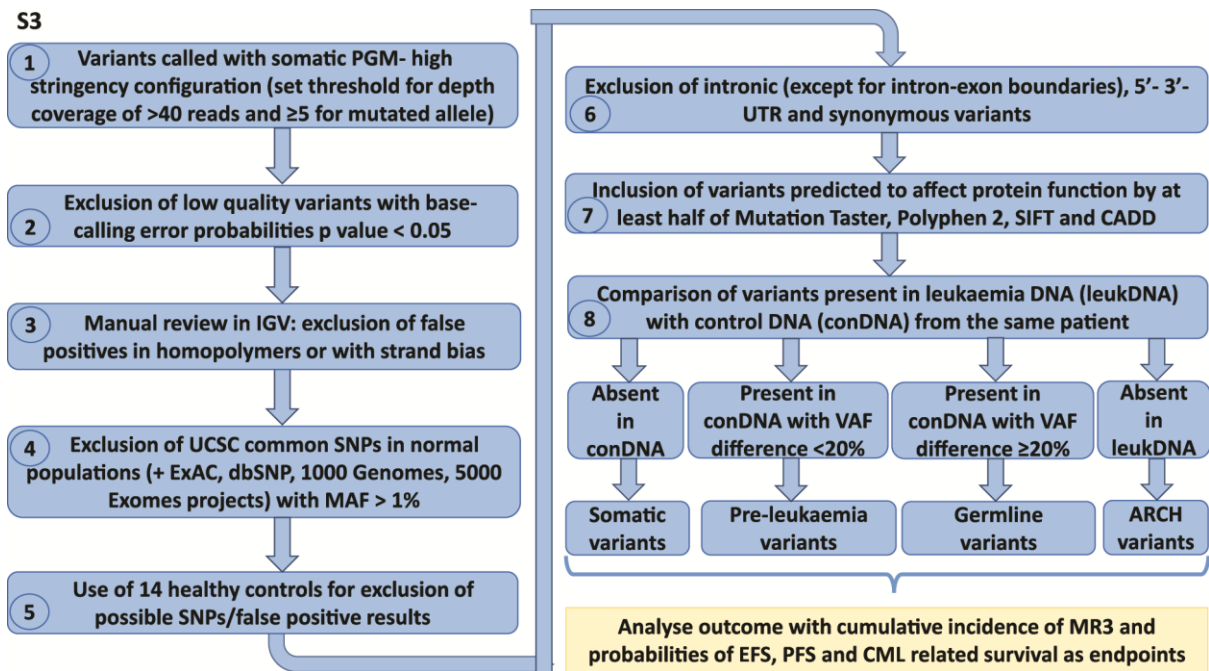 S3
1
Variants called with somatic PGM- high
stringency configuration (set threshold for depth
coverage of >40 reads and ≥5 for mutated allele)
2
Exclusion of low quality variants with base-
calling error probabilities p value < 0.05
3
Manual review in IGV: exclusion of false
positives in homopolymers or with strand bias
4
Exclusion of UCSC common SNPs in normal
populations (+ ExAC, dbSNP, 1000 Genomes, 5000
Exomes projects) with MAF > 1%
5
Use of 14 healthy controls for exclusion of
possible SNPs/false positive results
6
Exclusion of intronic (except for intron-exon boundaries), 5’- 3’-
UTR and synonymous variants
7
Inclusion of variants predicted to affect protein function by at
least half of Mutation Taster, Polyphen 2, SIFT and CADD
8
Comparison of variants present in leukaemia DNA (leukDNA)
with control DNA (conDNA) from the same patient
Absent
in
conDNA
Present in
conDNA with VAF
difference <20%
Present in
conDNA with VAF
difference ≥20%
Absent
in
leukDNA
Somatic
variants
Pre-leukaemia
variants
Germline
variants
ARCH
variants
Analyse outcome with cumulative incidence of MR3 and
probabilities of EFS, PFS and CML related survival as endpoints